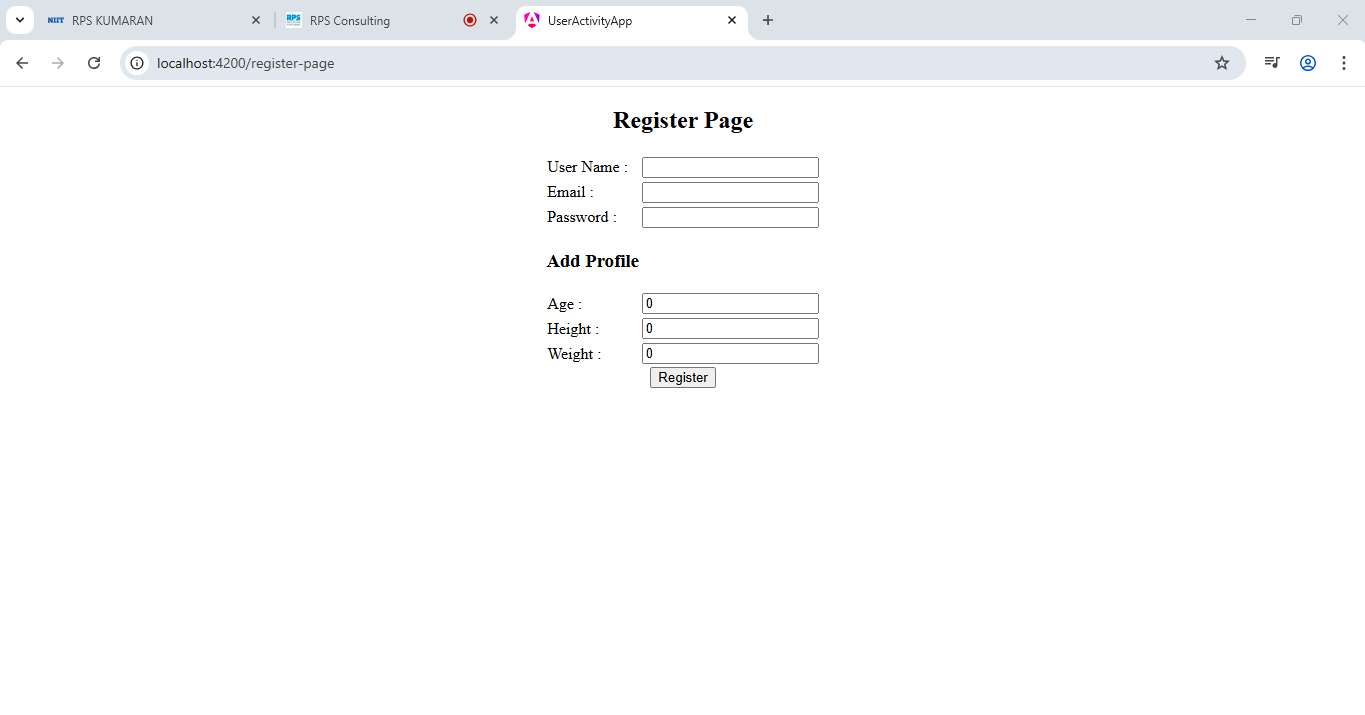 NIIT RPS KUMARAN
RPS RPS Consulting
UserActivityApp
localhost:4200/register-page
Register Page
User Name :
Email :
Password :
Add Profile
Age : 0
Height : 0
Weight : 0
Register